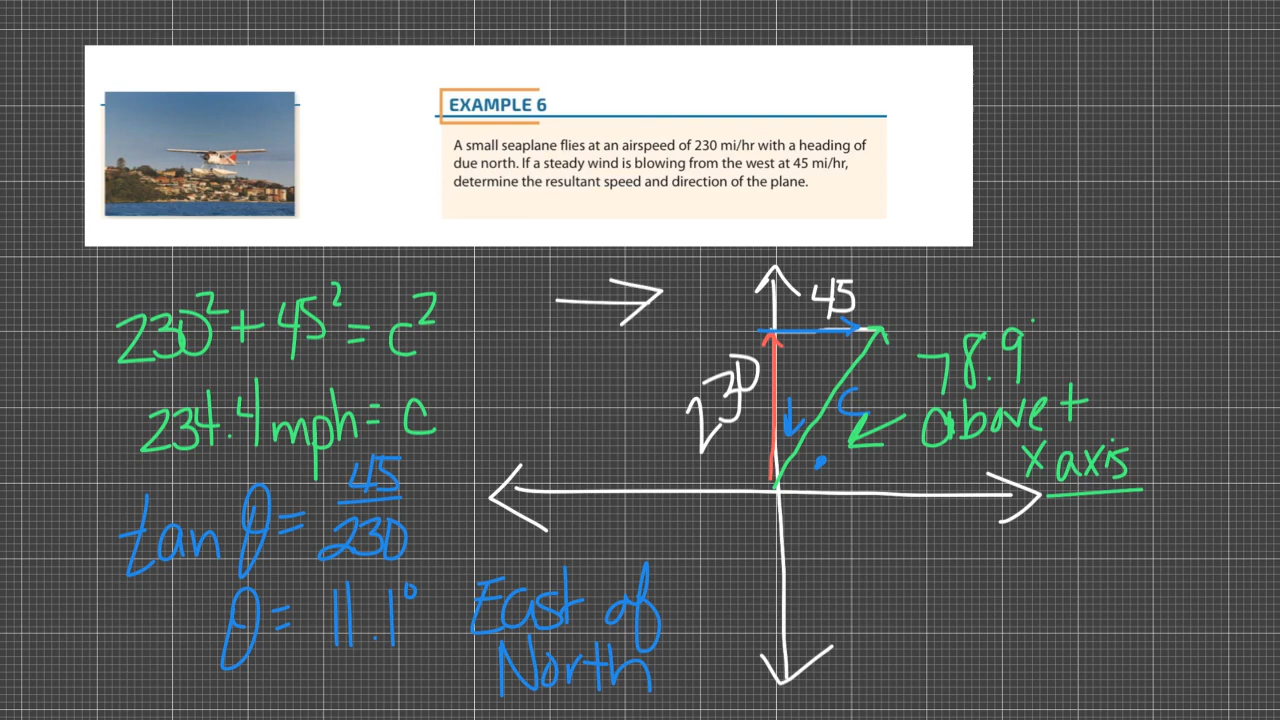 EXAMPLE 6
A small seaplane flies at an airspeed of 230 mi/hr with a heading of
due north. If a steady wind is blowing from the west at 45 mi/hr,
determine the resultant speed and direction of the plane.
230² + 45² = c²
234.4 mph = c
tan θ = 45/230
θ = 11.1° East of
North
45
230
c
78.9°
above +
x axis